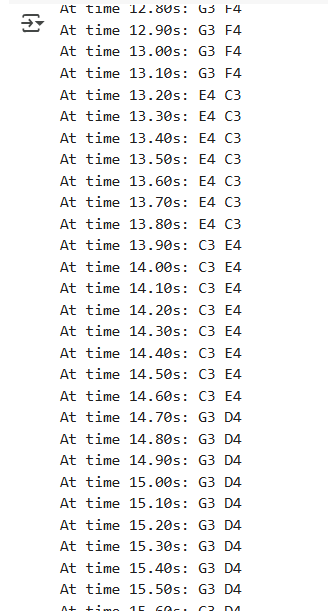 At time 12.80s: G3 F4
At time 12.90s: G3 F4
At time 13.00s: G3 F4
At time 13.10s: G3 F4
At time 13.20s: E4 C3
At time 13.30s: E4 C3
At time 13.40s: E4 C3
At time 13.50s: E4 C3
At time 13.60s: E4 C3
At time 13.70s: E4 C3
At time 13.80s: E4 C3
At time 13.90s: C3 E4
At time 14.00s: C3 E4
At time 14.10s: C3 E4
At time 14.20s: C3 E4
At time 14.30s: C3 E4
At time 14.40s: C3 E4
At time 14.50s: C3 E4
At time 14.60s: C3 E4
At time 14.70s: G3 D4
At time 14.80s: G3 D4
At time 14.90s: G3 D4
At time 15.00s: G3 D4
At time 15.10s: G3 D4
At time 15.20s: G3 D4
At time 15.30s: G3 D4
At time 15.40s: G3 D4
At time 15.50s: G3 D4
At time 15.60s: C3 D4